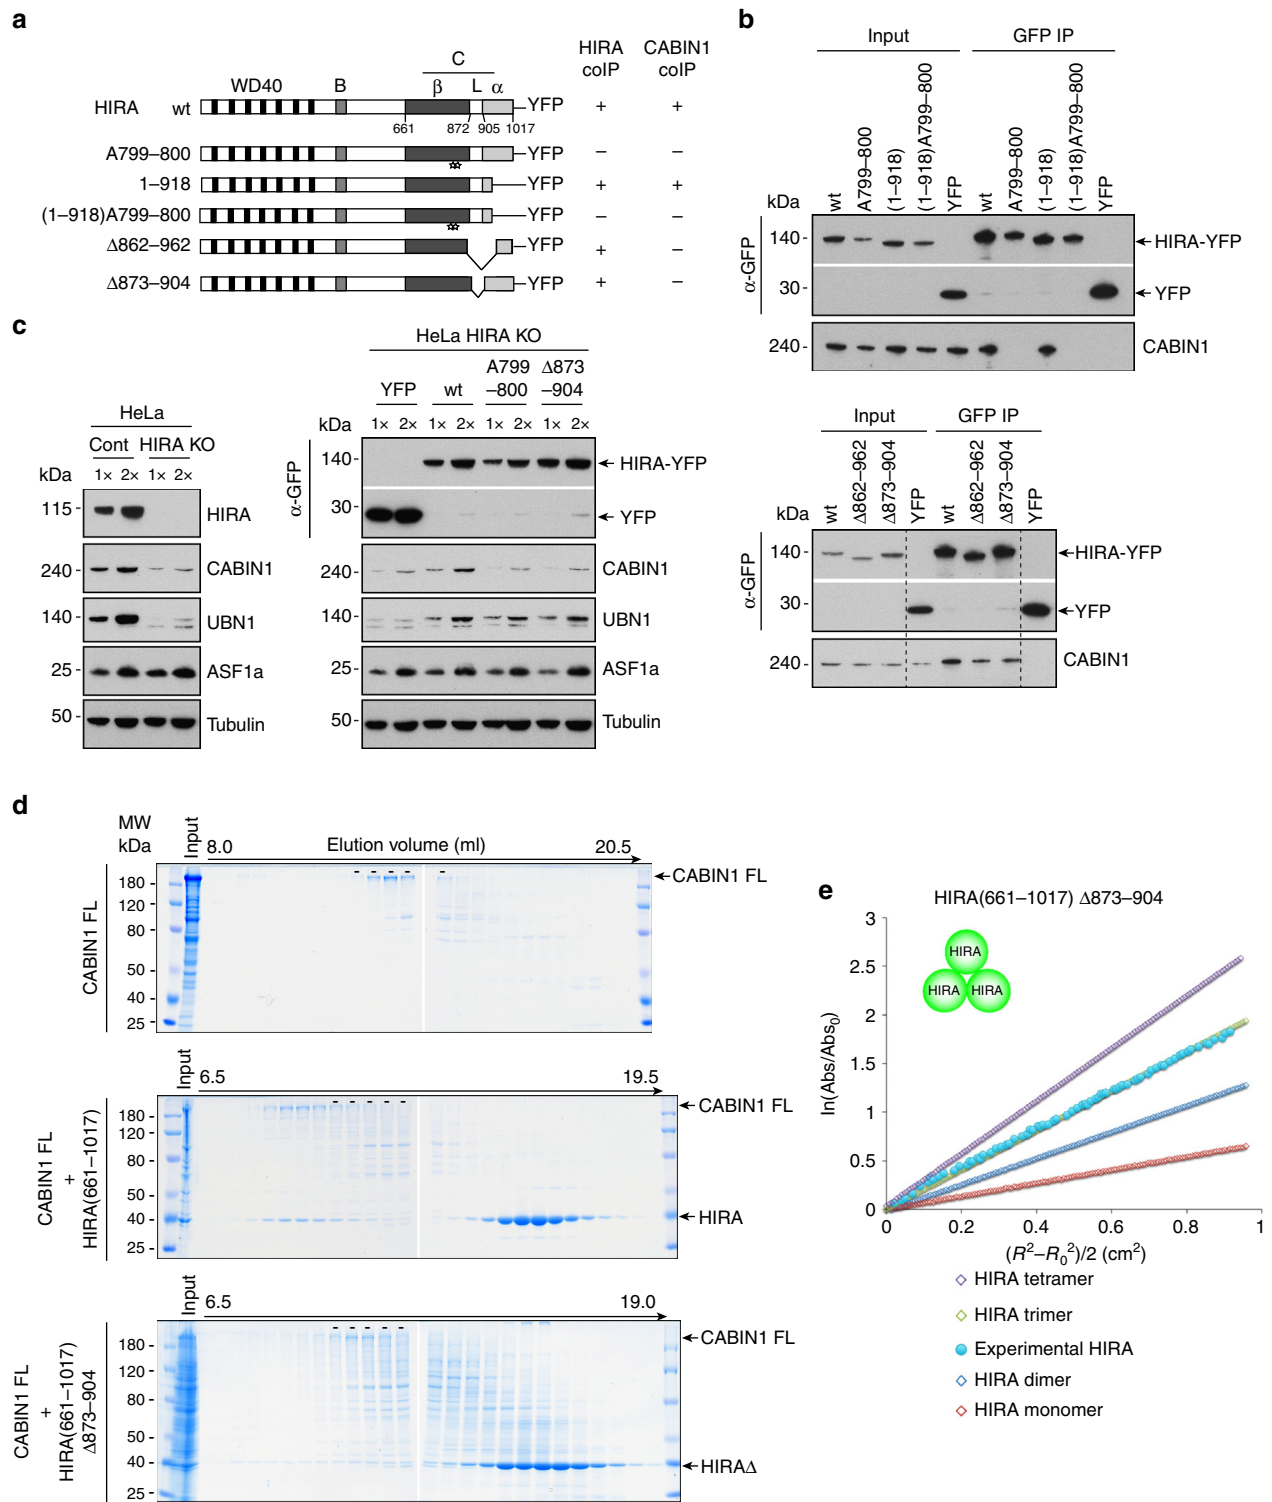 a
HIRA coIP
CABIN1 coIP
C
WD40 B β L α
HIRA wt YFP + +
661 872 905 1017
A799–800 YFP – –
1–918 YFP + +
(1–918)A799–800 YFP – –
Δ862–962 YFP + –
Δ873–904 YFP + –
b
Input GFP IP
kDa wt A799–800 (1–918) (1–918)A799–800 YFP wt A799–800 (1–918) (1–918)A799–800 YFP
α-GFP
140 HIRA-YFP
30 YFP
240 CABIN1
Input GFP IP
kDa wt Δ862–962 Δ873–904 YFP wt Δ862–962 Δ873–904 YFP
α-GFP
140 HIRA-YFP
30 YFP
240 CABIN1
c
HeLa
Cont HIRA KO
kDa 1× 2× 1× 2×
115 HIRA
240 CABIN1
140 UBN1
25 ASF1a
50 Tubulin
HeLa HIRA KO
YFP wt A799–800 Δ873–904
kDa 1× 2× 1× 2× 1× 2× 1× 2×
α-GFP
140 HIRA-YFP
30 YFP
240 CABIN1
140 UBN1
25 ASF1a
50 Tubulin
d
MW kDa
Input
8.0 Elution volume (ml) 20.5
CABIN1 FL
180
120
80
50
40
25
CABIN1 FL
Input
6.5 19.5
CABIN1 FL + HIRA(661–1017)
180
120
80
50
40
25
CABIN1 FL
HIRA
Input
6.5 19.0
CABIN1 FL + HIRA(661–1017) Δ873–904
180
120
80
50
40
25
CABIN1 FL
HIRAΔ
e
HIRA(661–1017) Δ873–904
HIRA
HIRA HIRA
ln(Abs/Abs₀)
3
2.5
2
1.5
1
0.5
0
0 0.2 0.4 0.6 0.8 1
(R²–R₀²)/2 (cm²)
HIRA tetramer
HIRA trimer
Experimental HIRA
HIRA dimer
HIRA monomer